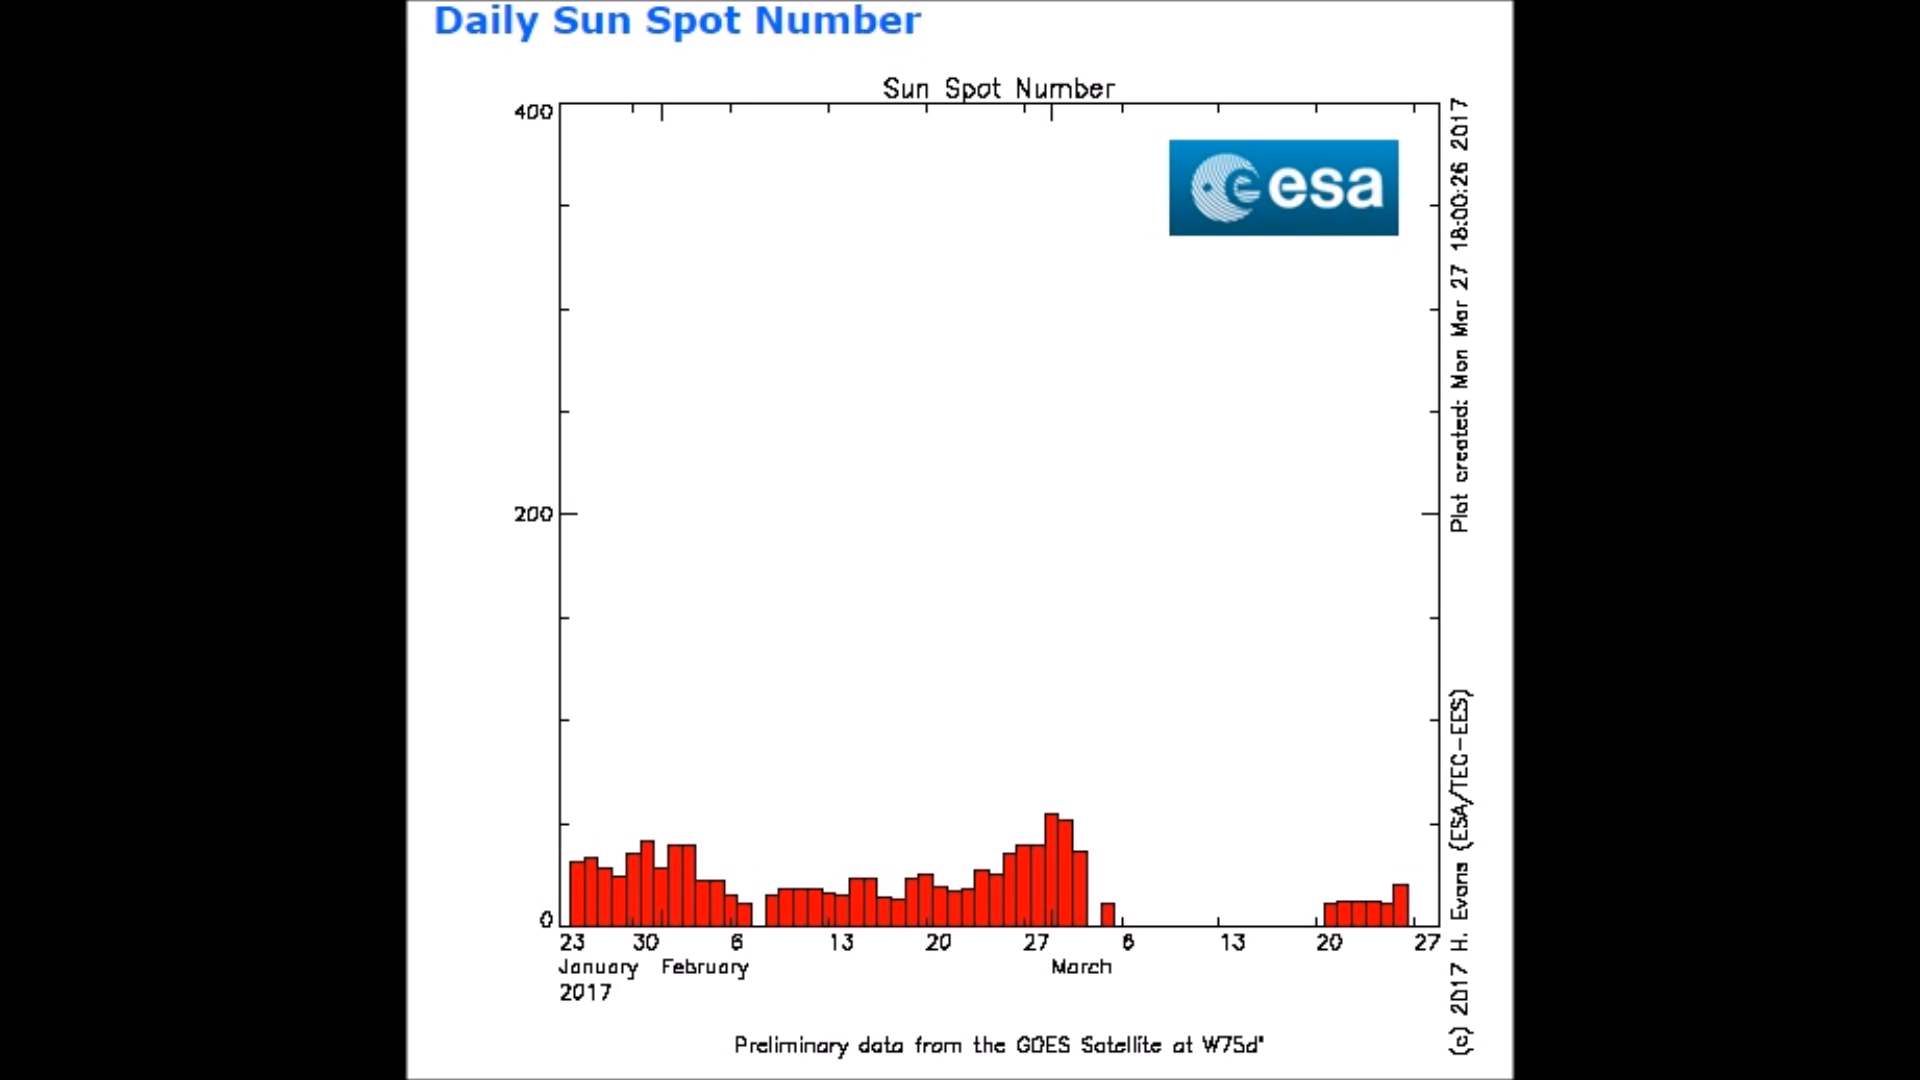 Daily Sun Spot Number
Sun Spot Number
400
esa
200
0
23 30 6 13 20 27 6 13 20 27
January February March
2017
Preliminary data from the GOES Satellite at W75d°
Plot created: Mon Mar 27 18:00:26 2017
(c) 2017 H. Evans (ESA/TEC-EES)